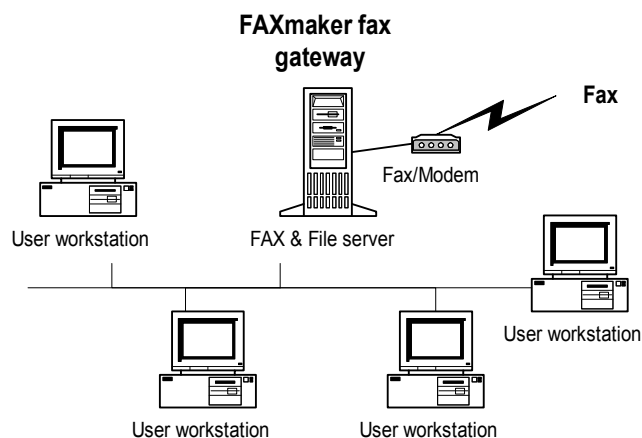 FAXmaker fax
gateway
Fax
Fax/Modem
User workstation
FAX & File server
User workstation
User workstation
User workstation